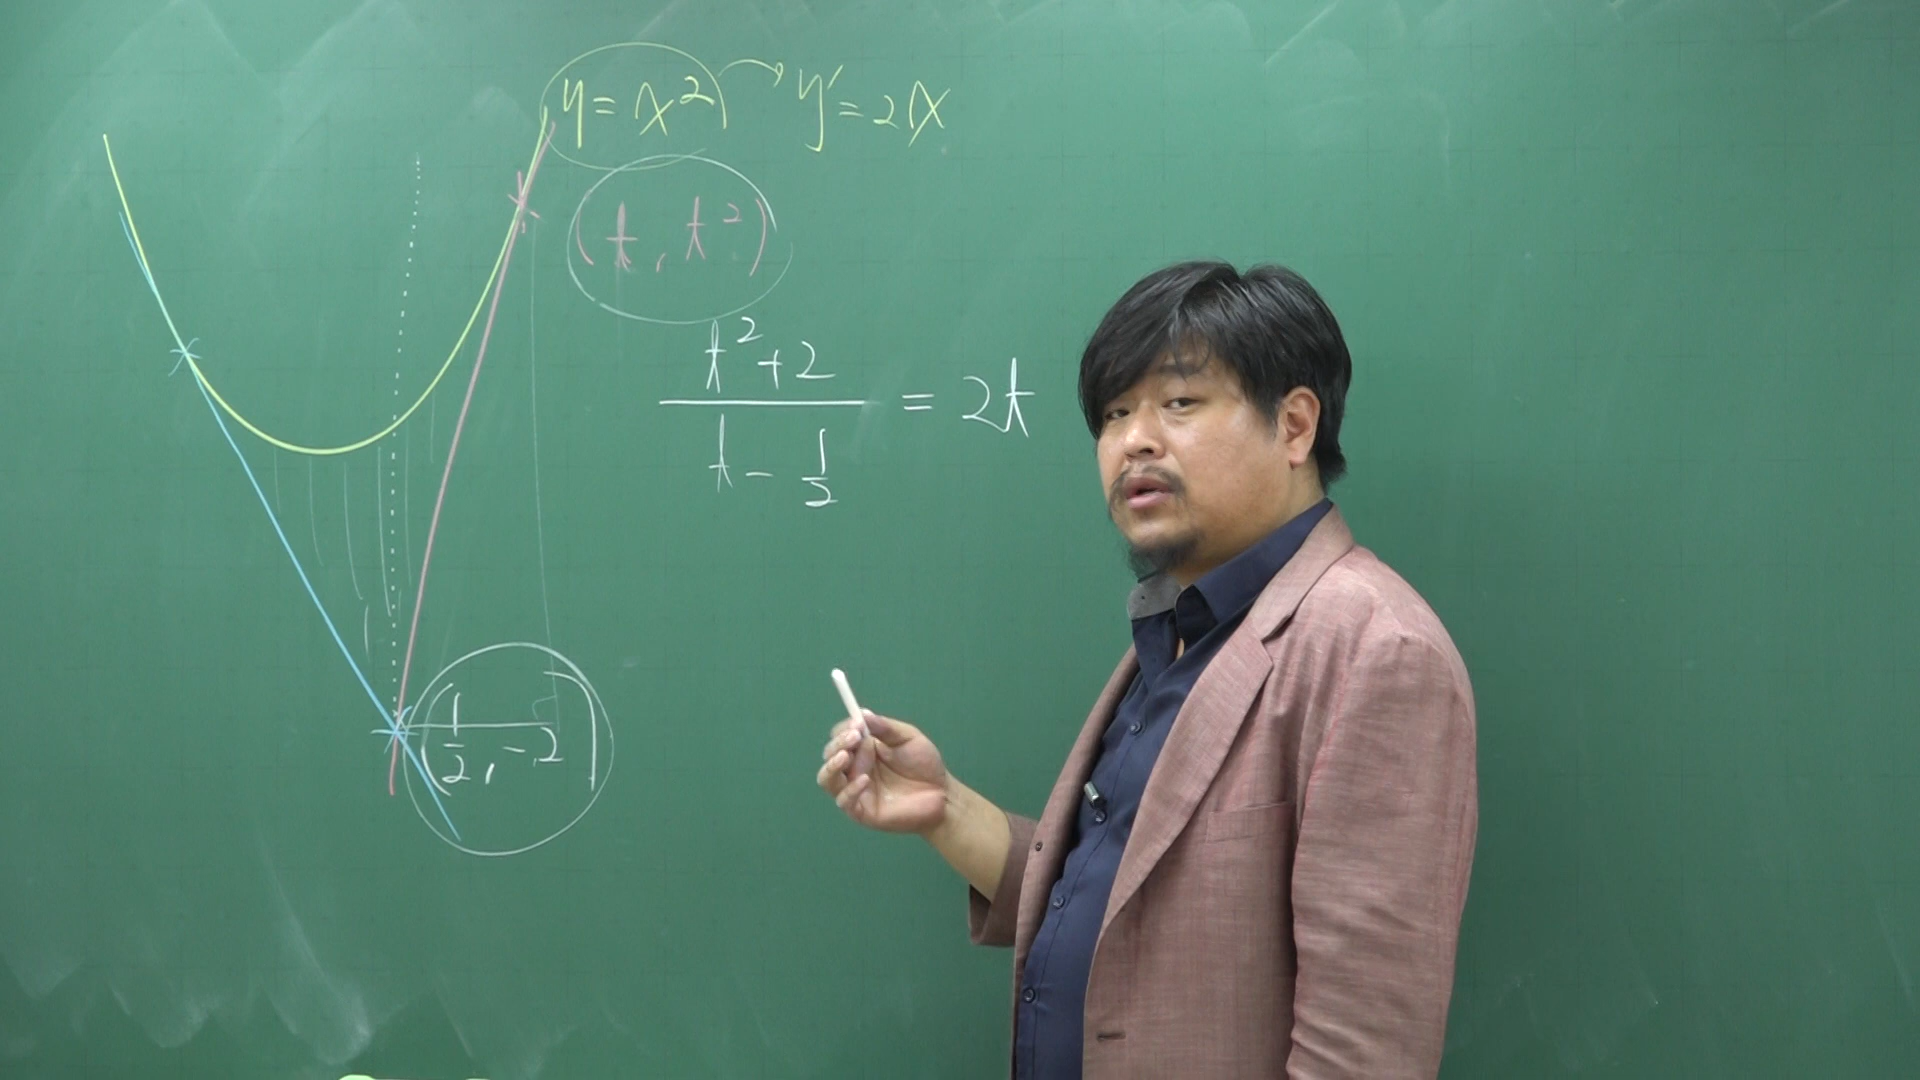 y = x² → y' = 2x
(t, t²)
t² + 2
t - 1/2
= 2t
(1/2, -2)